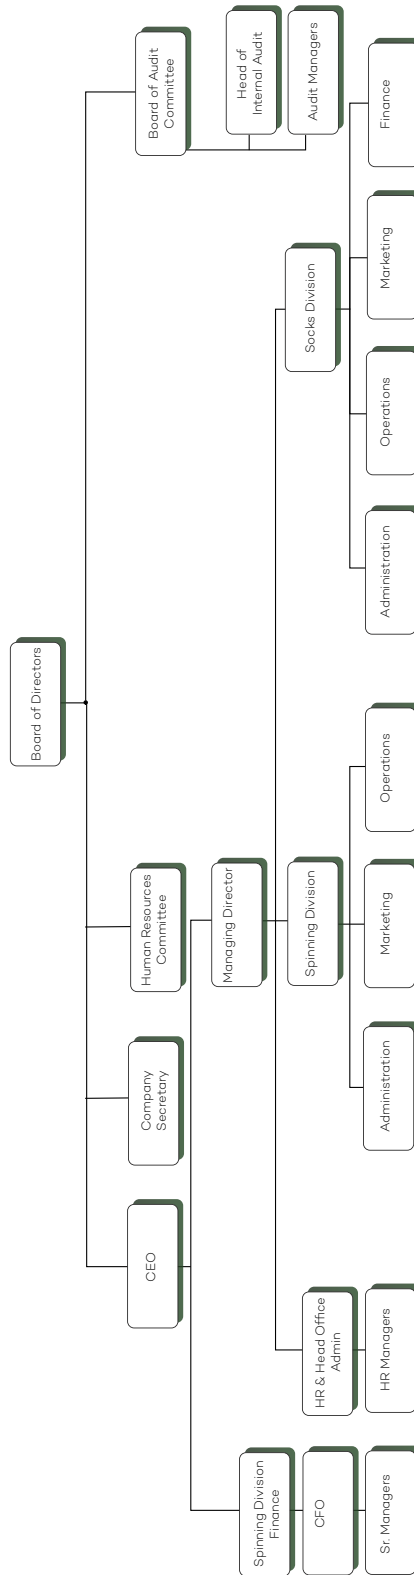 Board of Directors
CEO
Company
Secretary
Human Resources
Committee
Board of Audit
Committee
Spinning Division
Finance
Managing Director
Head of
Internal Audit
Audit Managers
CFO
HR & Head Office
Admin
Spinning Division
Socks Division
Sr. Managers
HR Managers
Administration
Marketing
Operations
Administration
Operations
Marketing
Finance